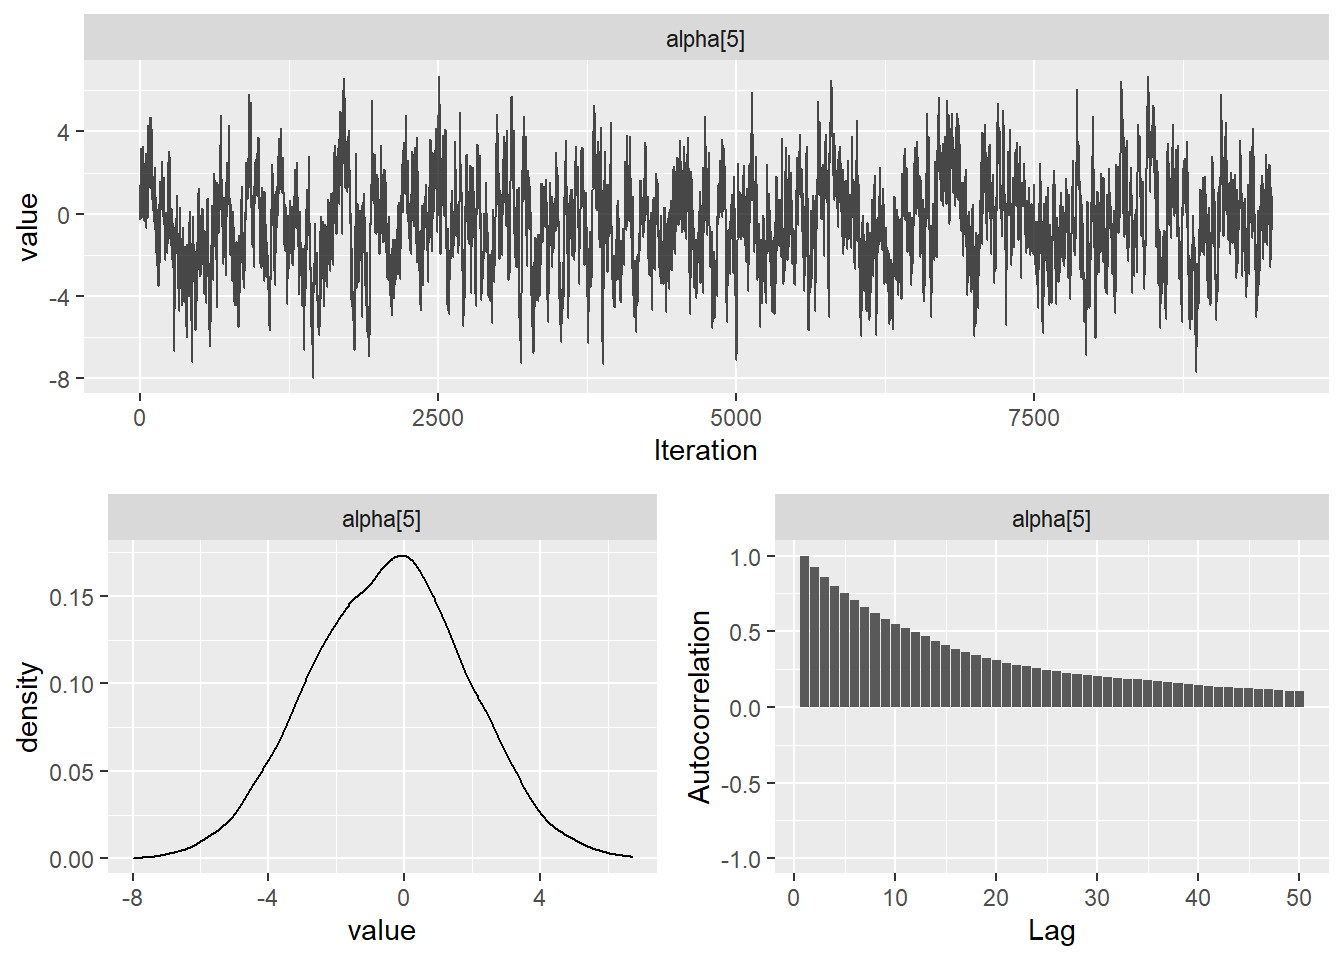 alpha[5]
value
4
0
-4
-8
0 2500 5000 7500
Iteration
alpha[5]
density
0.15
0.10
0.05
0.00
-8 -4 0 4
value
alpha[5]
Autocorrelation
1.0
0.5
0.0
-0.5
-1.0
0 10 20 30 40 50
Lag